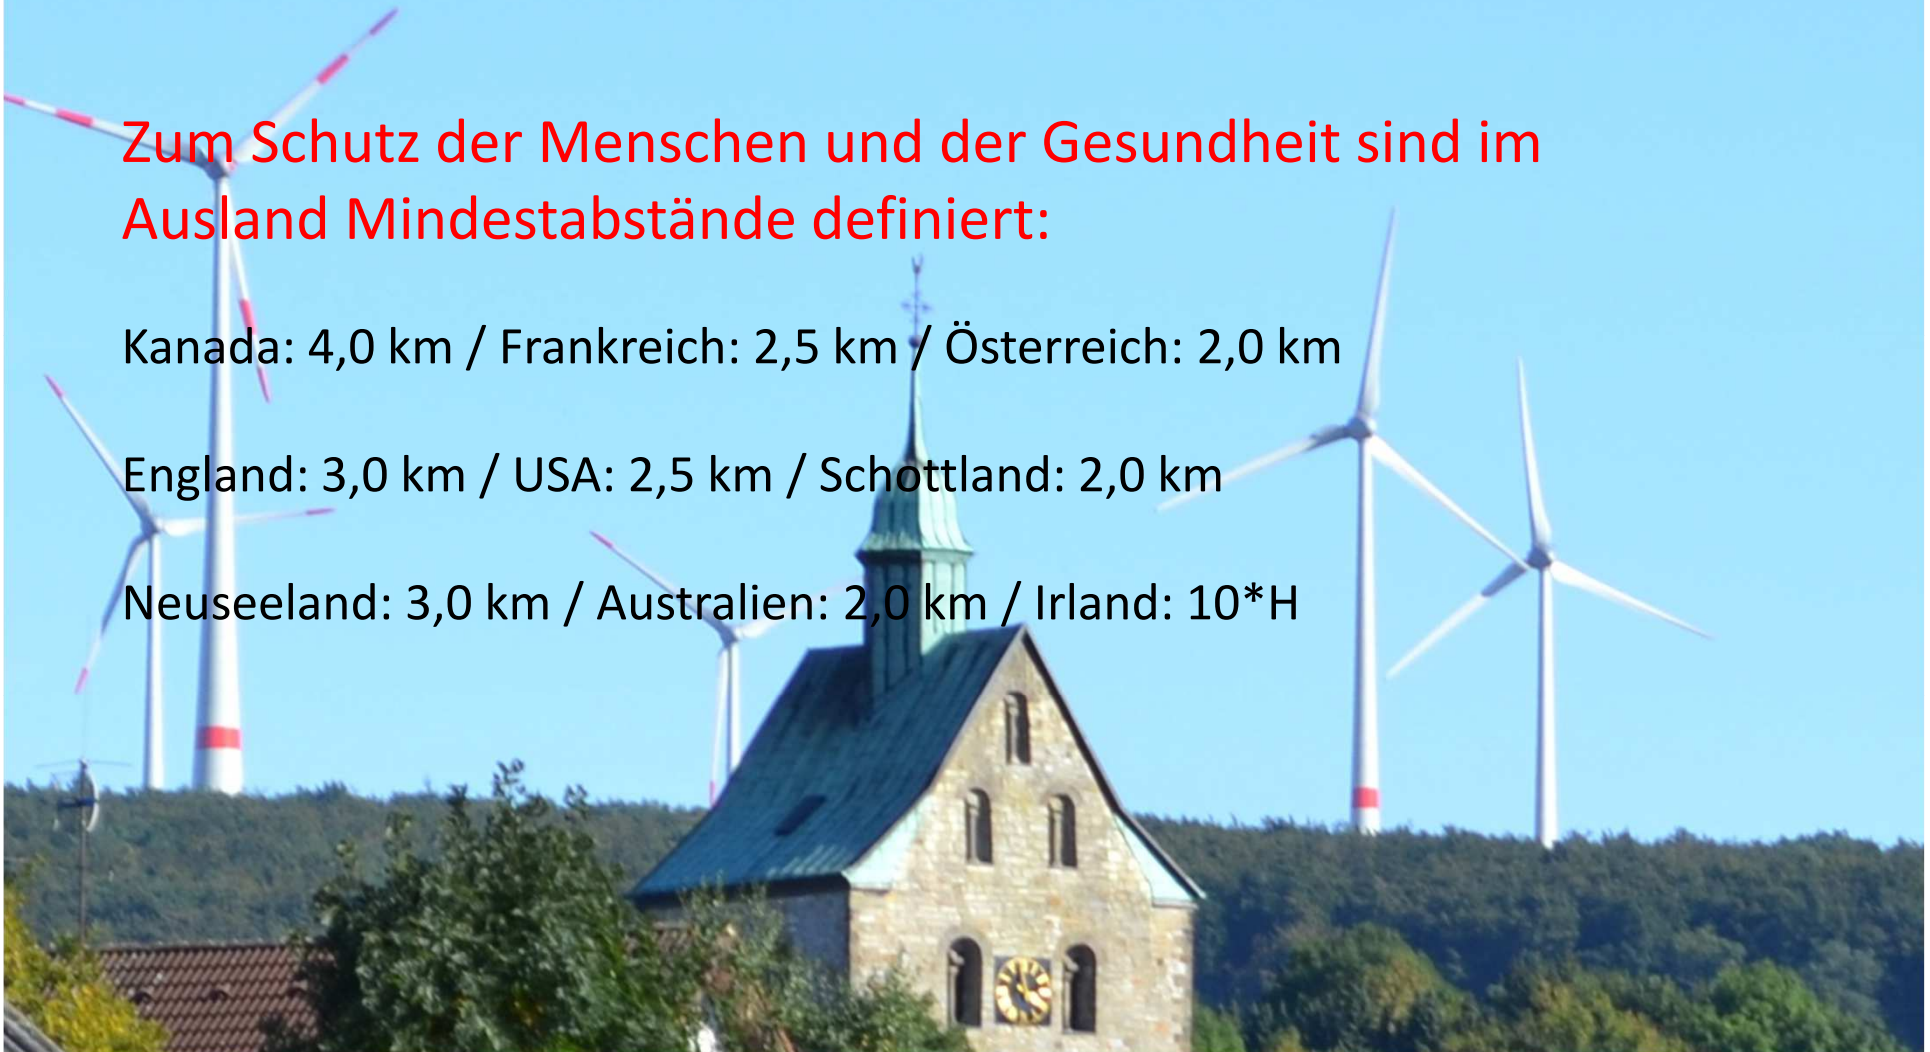 Zum Schutz der Menschen und der Gesundheit sind im
Ausland Mindestabstände definiert:
Kanada: 4,0 km / Frankreich: 2,5 km / Österreich: 2,0 km
England: 3,0 km / USA: 2,5 km / Schottland: 2,0 km
Neuseeland: 3,0 km / Australien: 2,0 km / Irland: 10*H